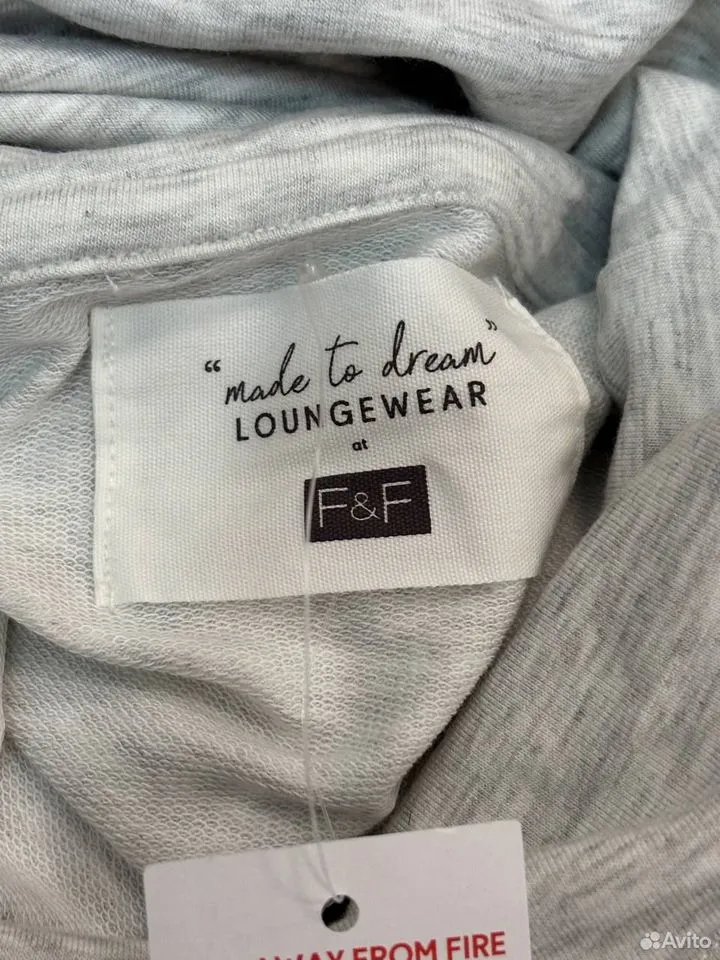 “made to dream”
LOUNGEWEAR
at
F&F
AWAY FROM FIRE
Avito